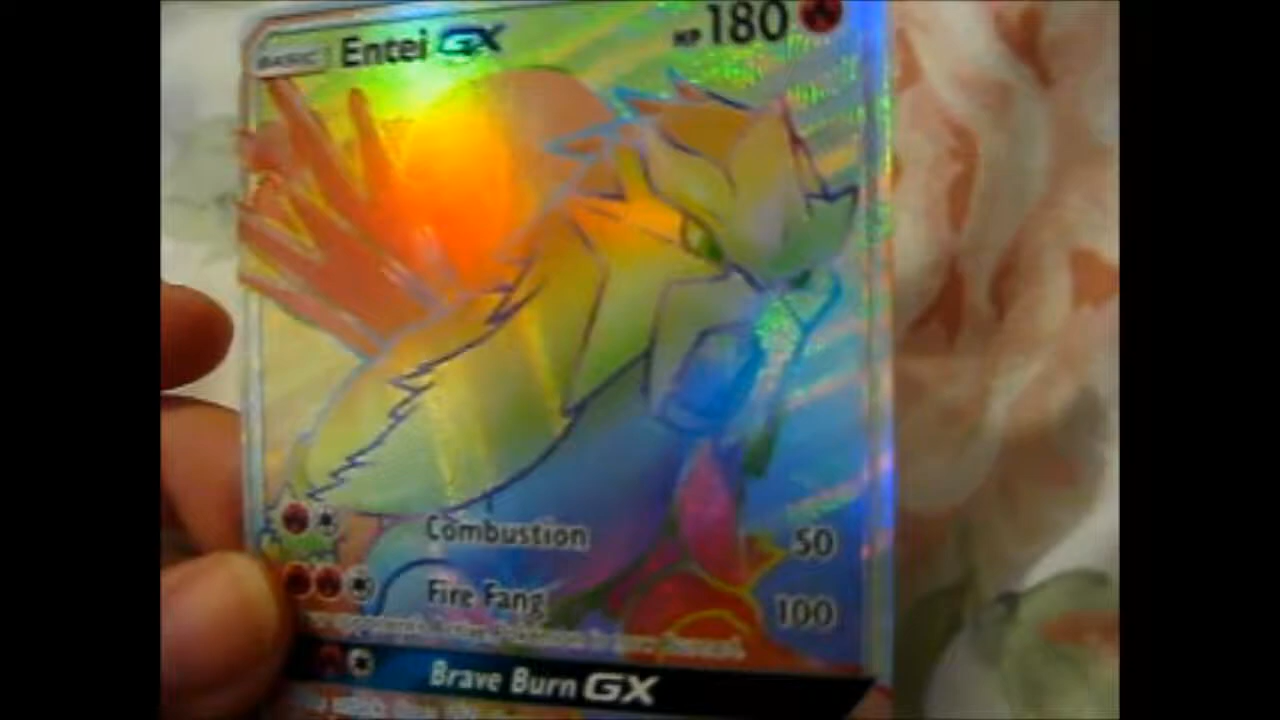 BASIC Entei GX HP 180
Combustion 50
Fire Fang 100
Brave Burn GX